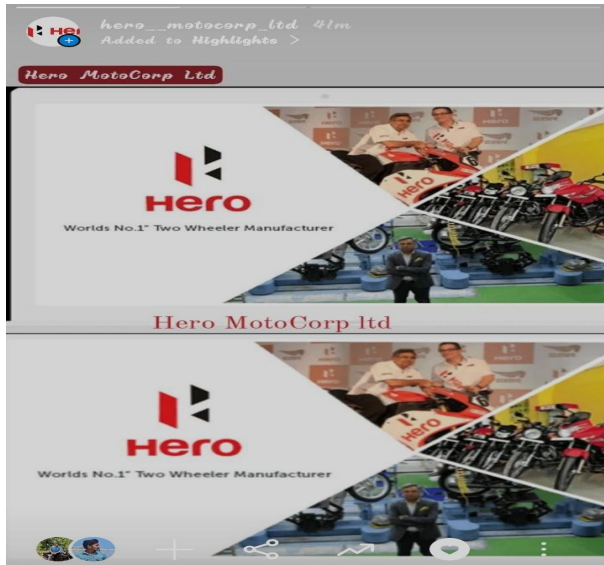 hero__motocorp_ltd 41m
Added to Highlights >
Hero MotoCorp Ltd
Hero
Worlds No.1" Two Wheeler Manufacturer
Hero MotoCorp ltd
Hero
Worlds No.1" Two Wheeler Manufacturer